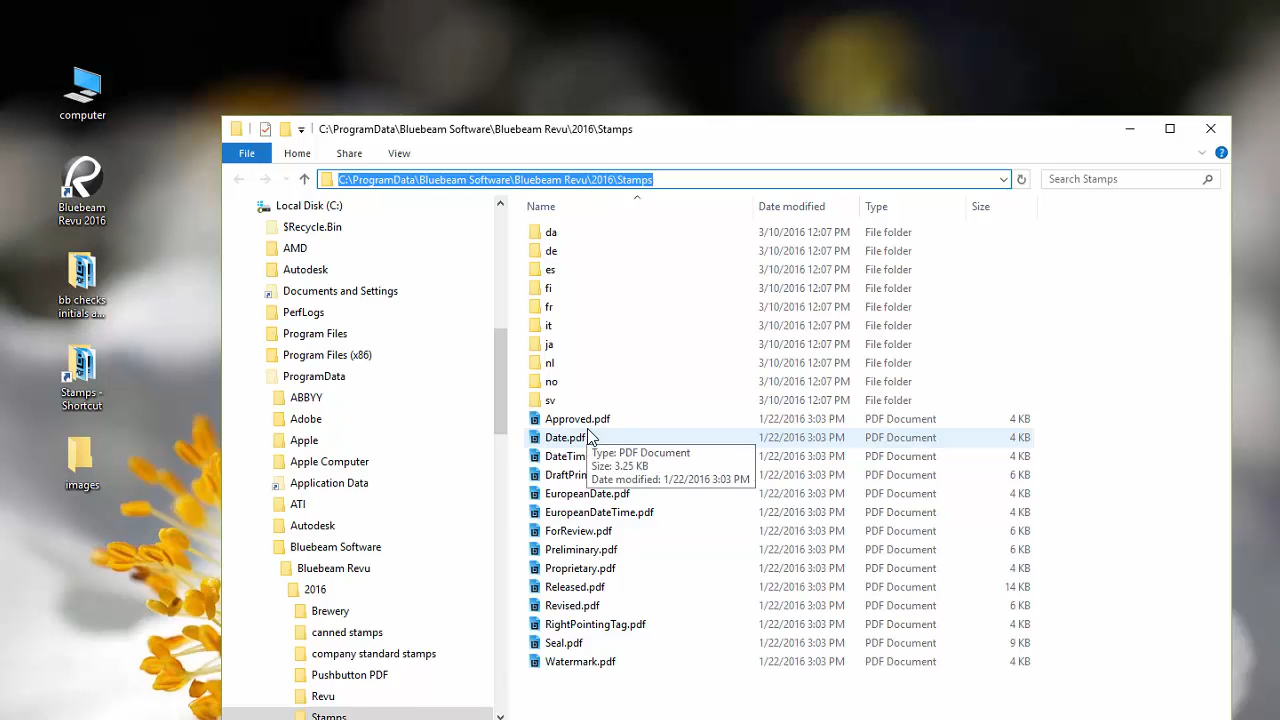 computer
Bluebeam
Revu 2016
bb checks
initials a...
Stamps -
Shortcut
images
C:\ProgramData\Bluebeam Software\Bluebeam Revu\2016\Stamps
File Home Share View
C:\ProgramData\Bluebeam Software\Bluebeam Revu\2016\Stamps
Search Stamps
Local Disk (C:)
$Recycle.Bin
AMD
Autodesk
Documents and Settings
PerfLogs
Program Files
Program Files (x86)
ProgramData
ABBYY
Adobe
Apple
Apple Computer
Application Data
ATI
Autodesk
Bluebeam Software
Bluebeam Revu
2016
Brewery
canned stamps
company standard stamps
Pushbutton PDF
Revu
Stamps
Name Date modified Type Size
da 3/10/2016 12:07 PM File folder
de 3/10/2016 12:07 PM File folder
es 3/10/2016 12:07 PM File folder
fi 3/10/2016 12:07 PM File folder
fr 3/10/2016 12:07 PM File folder
it 3/10/2016 12:07 PM File folder
ja 3/10/2016 12:07 PM File folder
nl 3/10/2016 12:07 PM File folder
no 3/10/2016 12:07 PM File folder
sv 3/10/2016 12:07 PM File folder
Approved.pdf 1/22/2016 3:03 PM PDF Document 4 KB
Date.pdf 1/22/2016 3:03 PM PDF Document 4 KB
DateTim 1/22/2016 3:03 PM PDF Document 4 KB
DraftPrin 1/22/2016 3:03 PM PDF Document 6 KB
EuropeanDate.pdf 1/22/2016 3:03 PM PDF Document 4 KB
EuropeanDateTime.pdf 1/22/2016 3:03 PM PDF Document 4 KB
ForReview.pdf 1/22/2016 3:03 PM PDF Document 6 KB
Preliminary.pdf 1/22/2016 3:03 PM PDF Document 6 KB
Proprietary.pdf 1/22/2016 3:03 PM PDF Document 4 KB
Released.pdf 1/22/2016 3:03 PM PDF Document 14 KB
Revised.pdf 1/22/2016 3:03 PM PDF Document 6 KB
RightPointingTag.pdf 1/22/2016 3:03 PM PDF Document 4 KB
Seal.pdf 1/22/2016 3:03 PM PDF Document 9 KB
Watermark.pdf 1/22/2016 3:03 PM PDF Document 4 KB
Type: PDF Document
Size: 3.25 KB
Date modified: 1/22/2016 3:03 PM